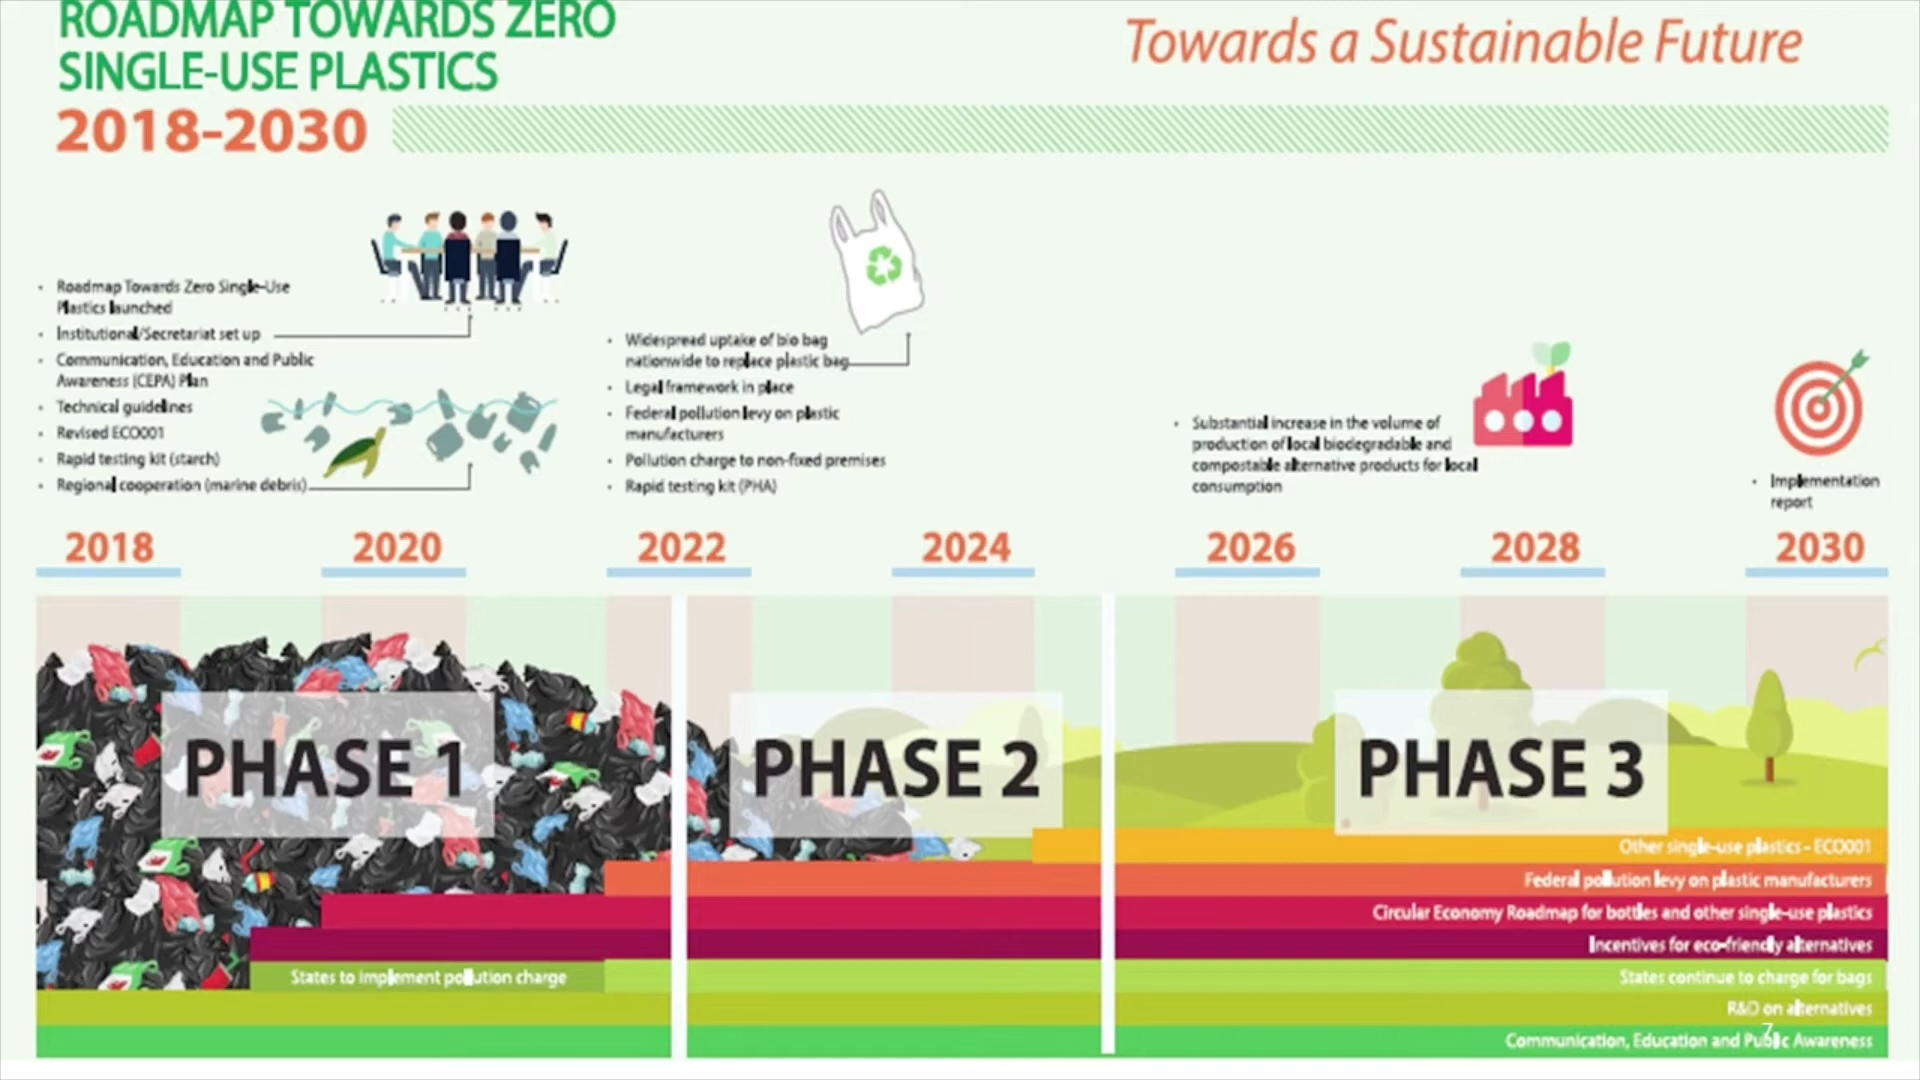 ROADMAP TOWARDS ZERO
SINGLE-USE PLASTICS
2018-2030
Towards a Sustainable Future
• Roadmap Towards Zero Single-Use
Plastics launched
• Institutional/Secretariat set up
• Communication, Education and Public
Awareness (CEPA) Plan
• Technical guidelines
• Revised ECO001
• Rapid testing kit (starch)
• Regional cooperation (marine debris)
• Widespread uptake of bio bag
nationwide to replace plastic bag
• Legal framework in place
• Federal pollution levy on plastic
manufacturers
• Pollution charge to non-fixed premises
• Rapid testing kit (PHA)
• Substantial increase in the volume of
production of local biodegradable and
compostable alternative products for local
consumption
• Implementation
report
2018 2020 2022 2024 2026 2028 2030
PHASE 1 PHASE 2 PHASE 3
Other single-use plastics - ECO001
Federal pollution levy on plastic manufacturers
Circular Economy Roadmap for bottles and other single-use plastics
Incentives for eco-friendly alternatives
States to implement pollution charge
States continue to charge for bags
R&D on alternatives
Communication, Education and Public Awareness
7